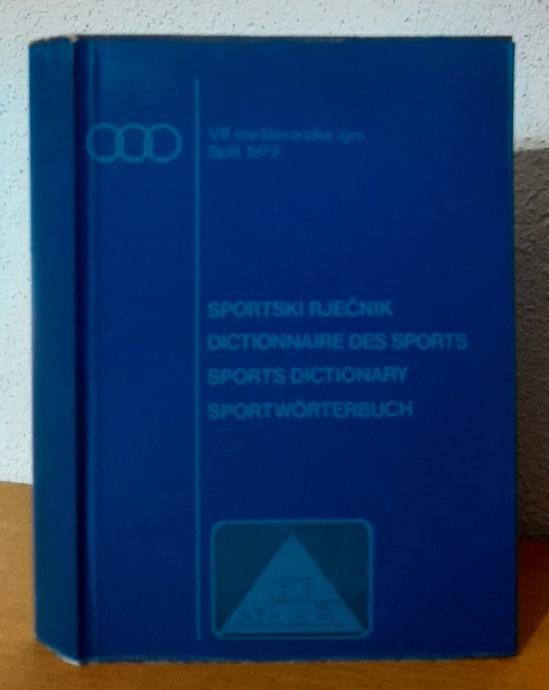 VIII mediteranske igre
Split 1979
SPORTSKI RJEČNIK
DICTIONNAIRE DES SPORTS
SPORTS DICTIONARY
SPORTWÖRTERBUCH